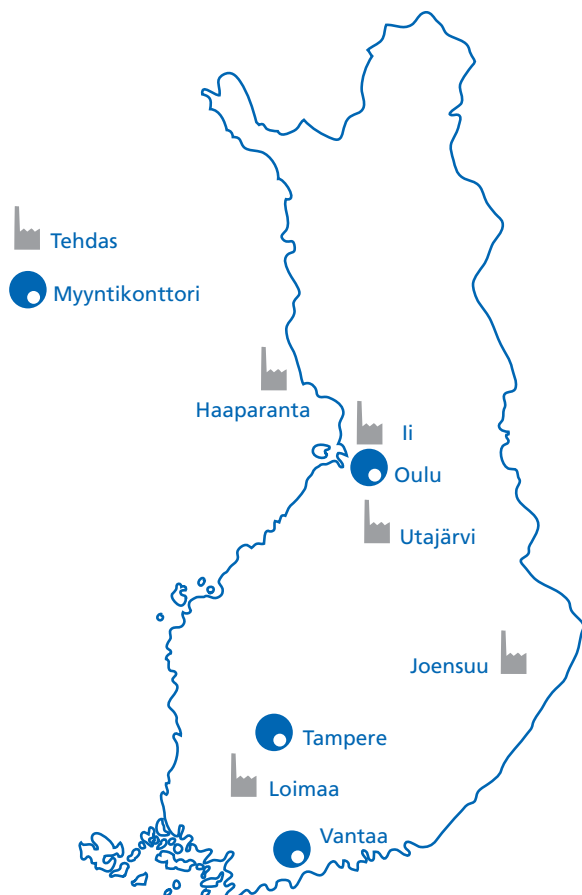 Tehdas
Myyntikonttori
Haaparanta
Ii
Oulu
Utajärvi
Joensuu
Tampere
Loimaa
Vantaa